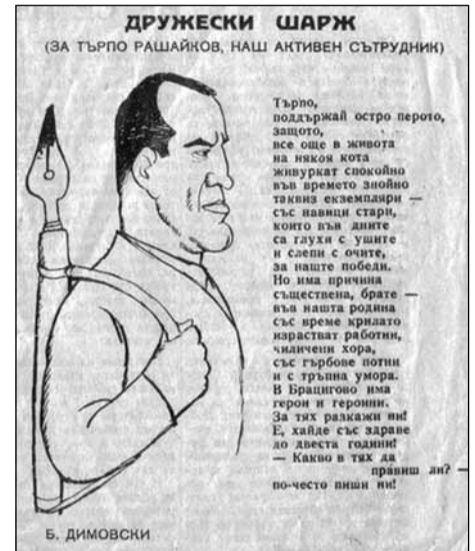 ДРУЖЕСКИ ШАРЖ
(ЗА ТЪРПО РАШАЙКОВ, НАШ АКТИВЕН СЪТРУДНИК)
Търпо,
поддържай остро перото,
защото,
все още в живота
на някоя кота
живуркат спокойно
във времето знойно
таквиз екземпляри —
със навици стари,
които във дните
са глухи с ушите
и слепи с очите,
за наште победи.
Но има причина
съществена, брате —
във нашта родина
със време крилато
израстват работни,
чиличени хора,
със гърбове потни
и с тръпна умора.
В Брацигово има
герои и героини.
За тях разкажи ни!
Е, хайде със здраве
до двеста години!
— Какво в тях да
правиш ли? —
по-често пиши ни!
Б. ДИМОВСКИ